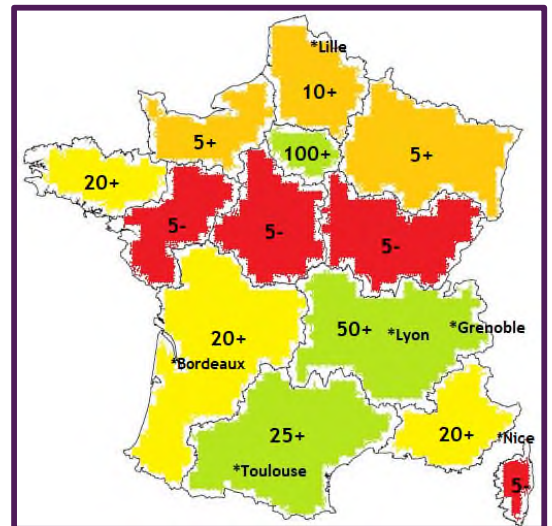 *Lille
10+
5+
100+
5+
20+
5-
5-
5-
20+
*Bordeaux
50+
*Lyon
*Grenoble
25+
*Toulouse
20+
*Nice
5-